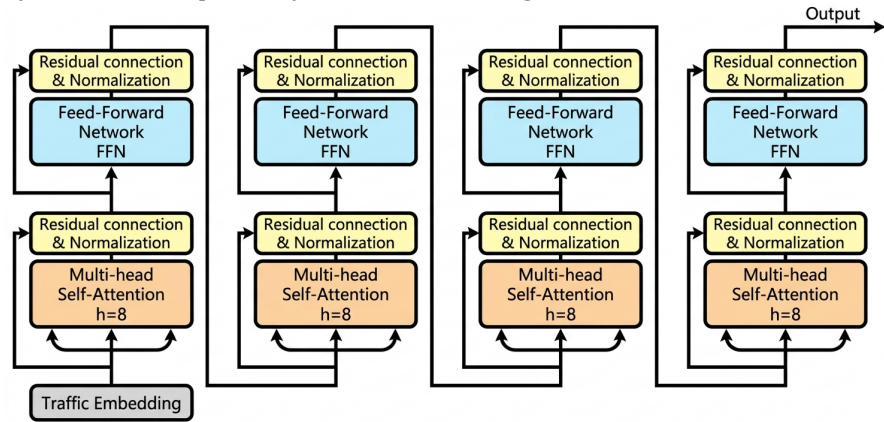 Output
Residual connection
& Normalization
Feed-Forward
Network
FFN
Residual connection
& Normalization
Multi-head
Self-Attention
h=8
Traffic Embedding
Residual connection
& Normalization
Feed-Forward
Network
FFN
Residual connection
& Normalization
Multi-head
Self-Attention
h=8
Residual connection
& Normalization
Feed-Forward
Network
FFN
Residual connection
& Normalization
Multi-head
Self-Attention
h=8
Residual connection
& Normalization
Feed-Forward
Network
FFN
Residual connection
& Normalization
Multi-head
Self-Attention
h=8